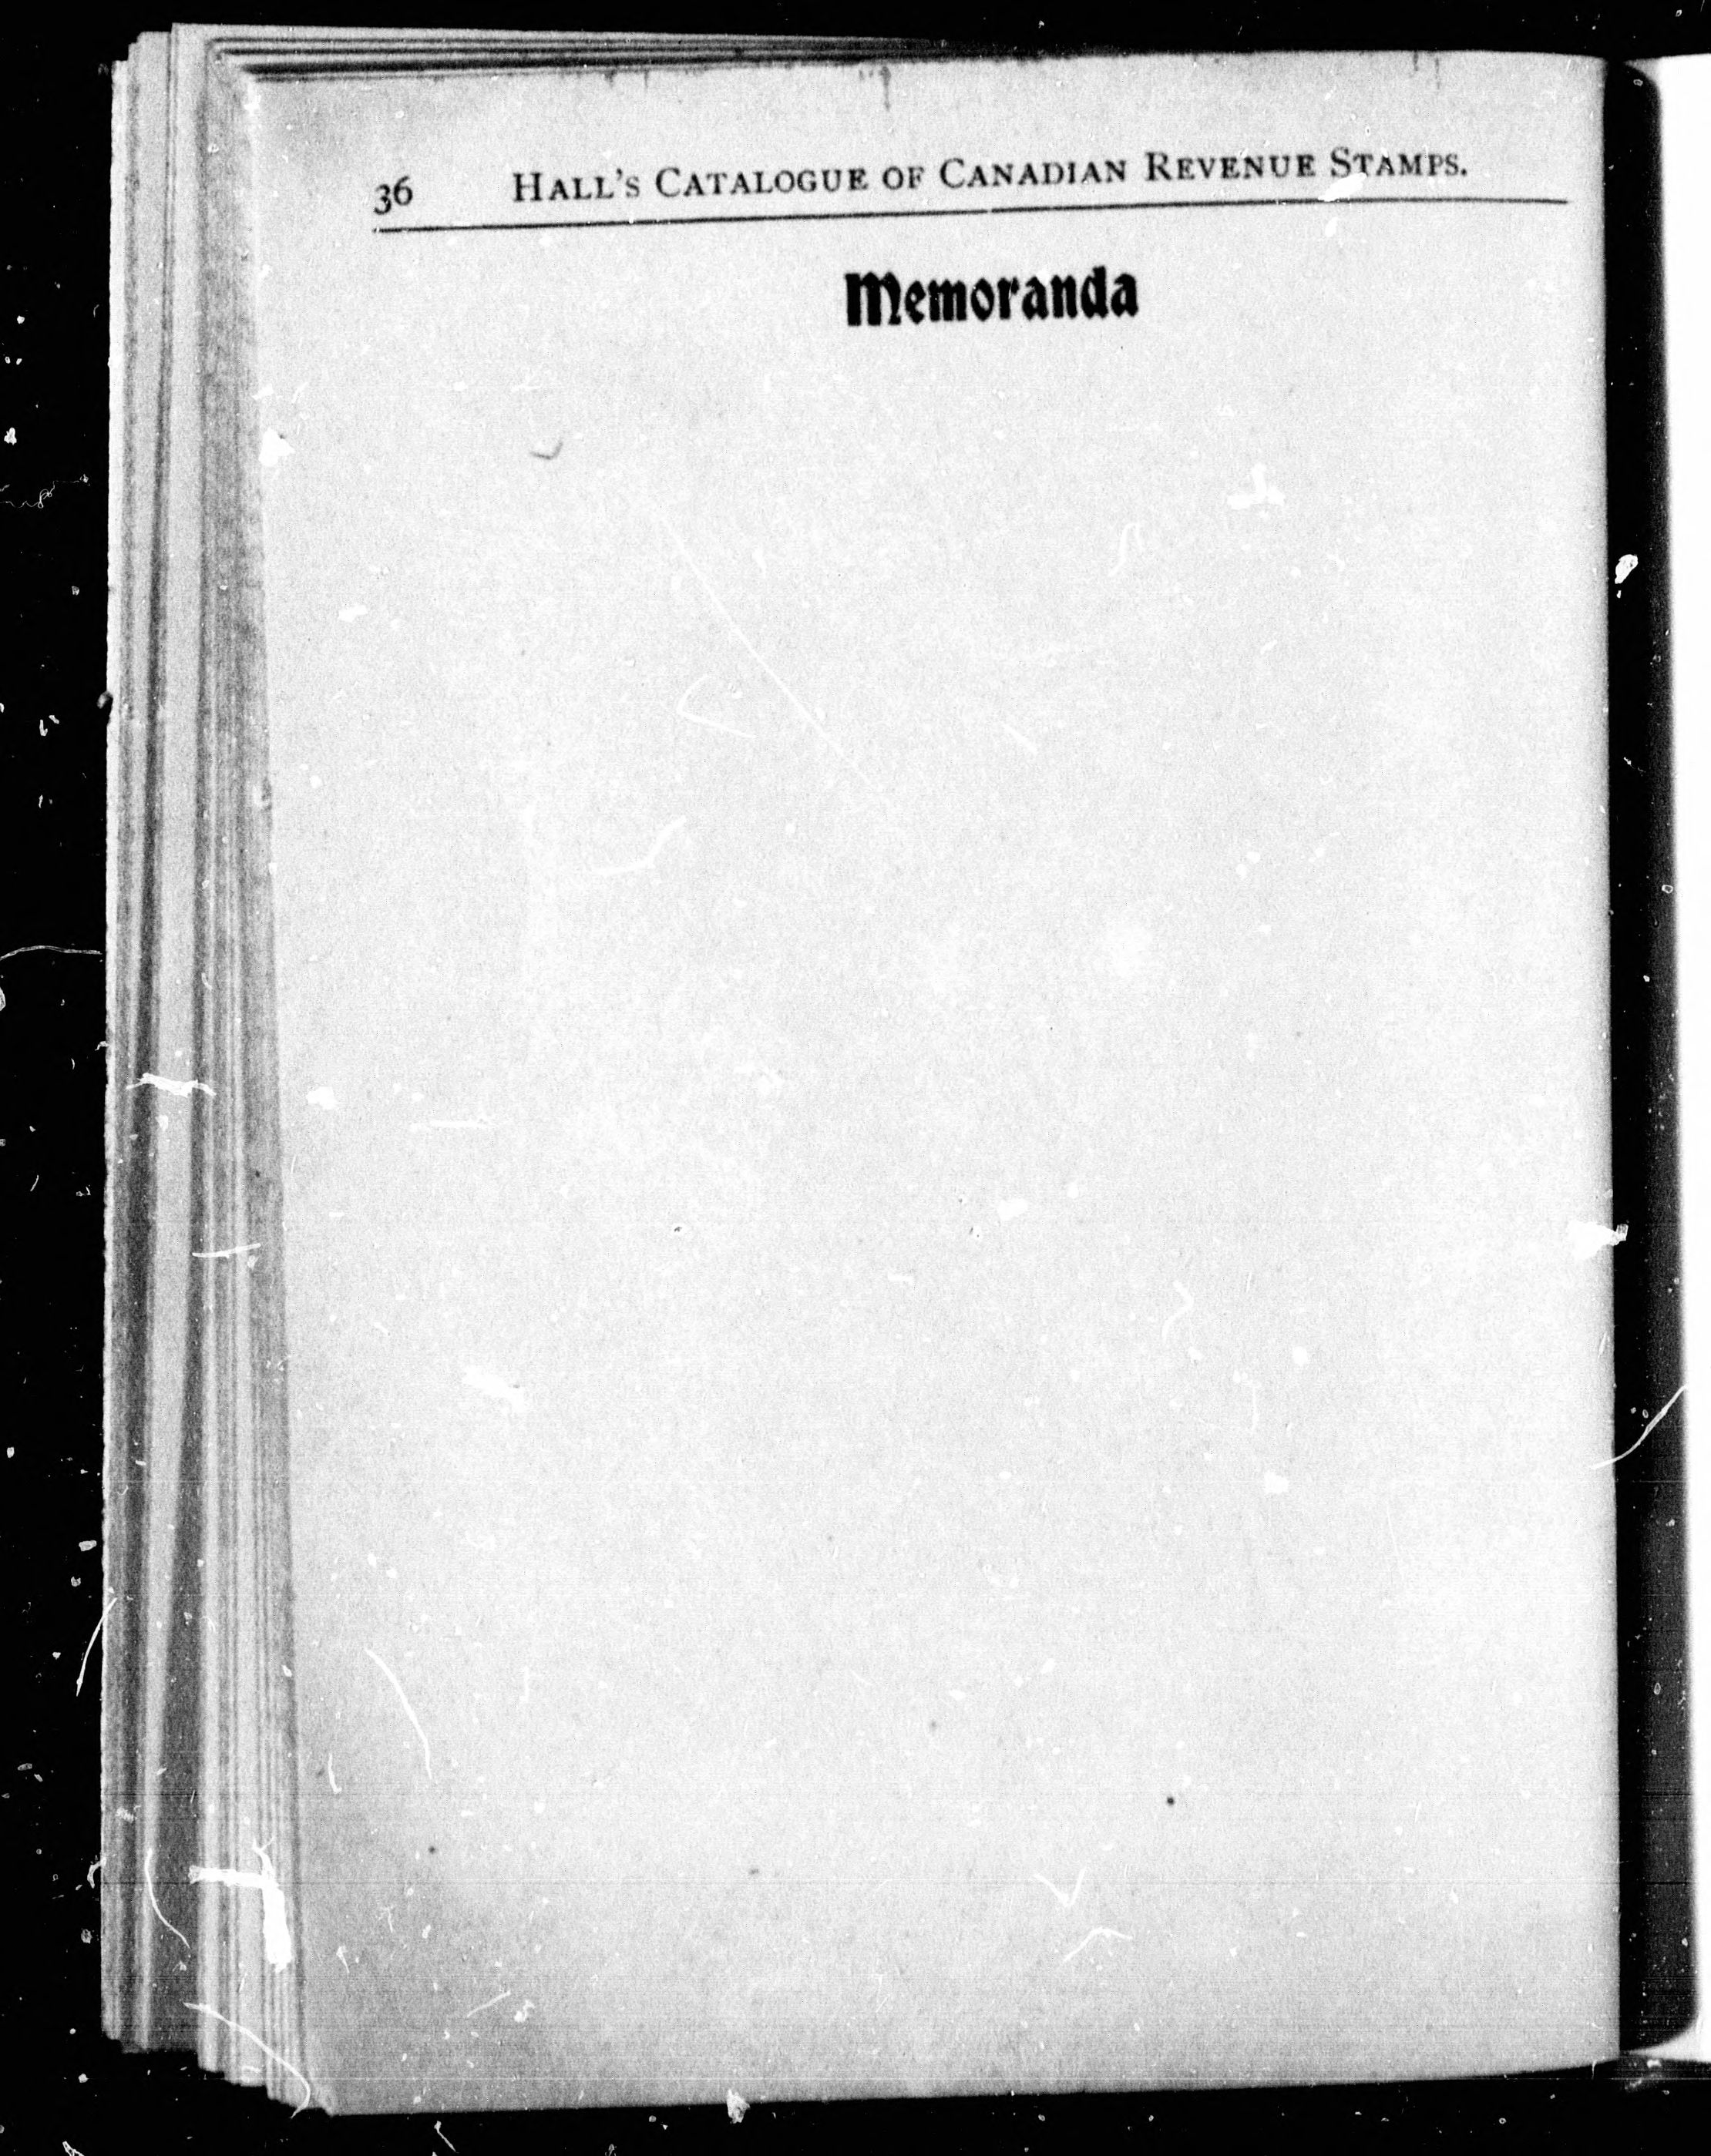 36 HALL'S CATALOGUE OF CANADIAN REVENUE STAMPS.
Memoranda